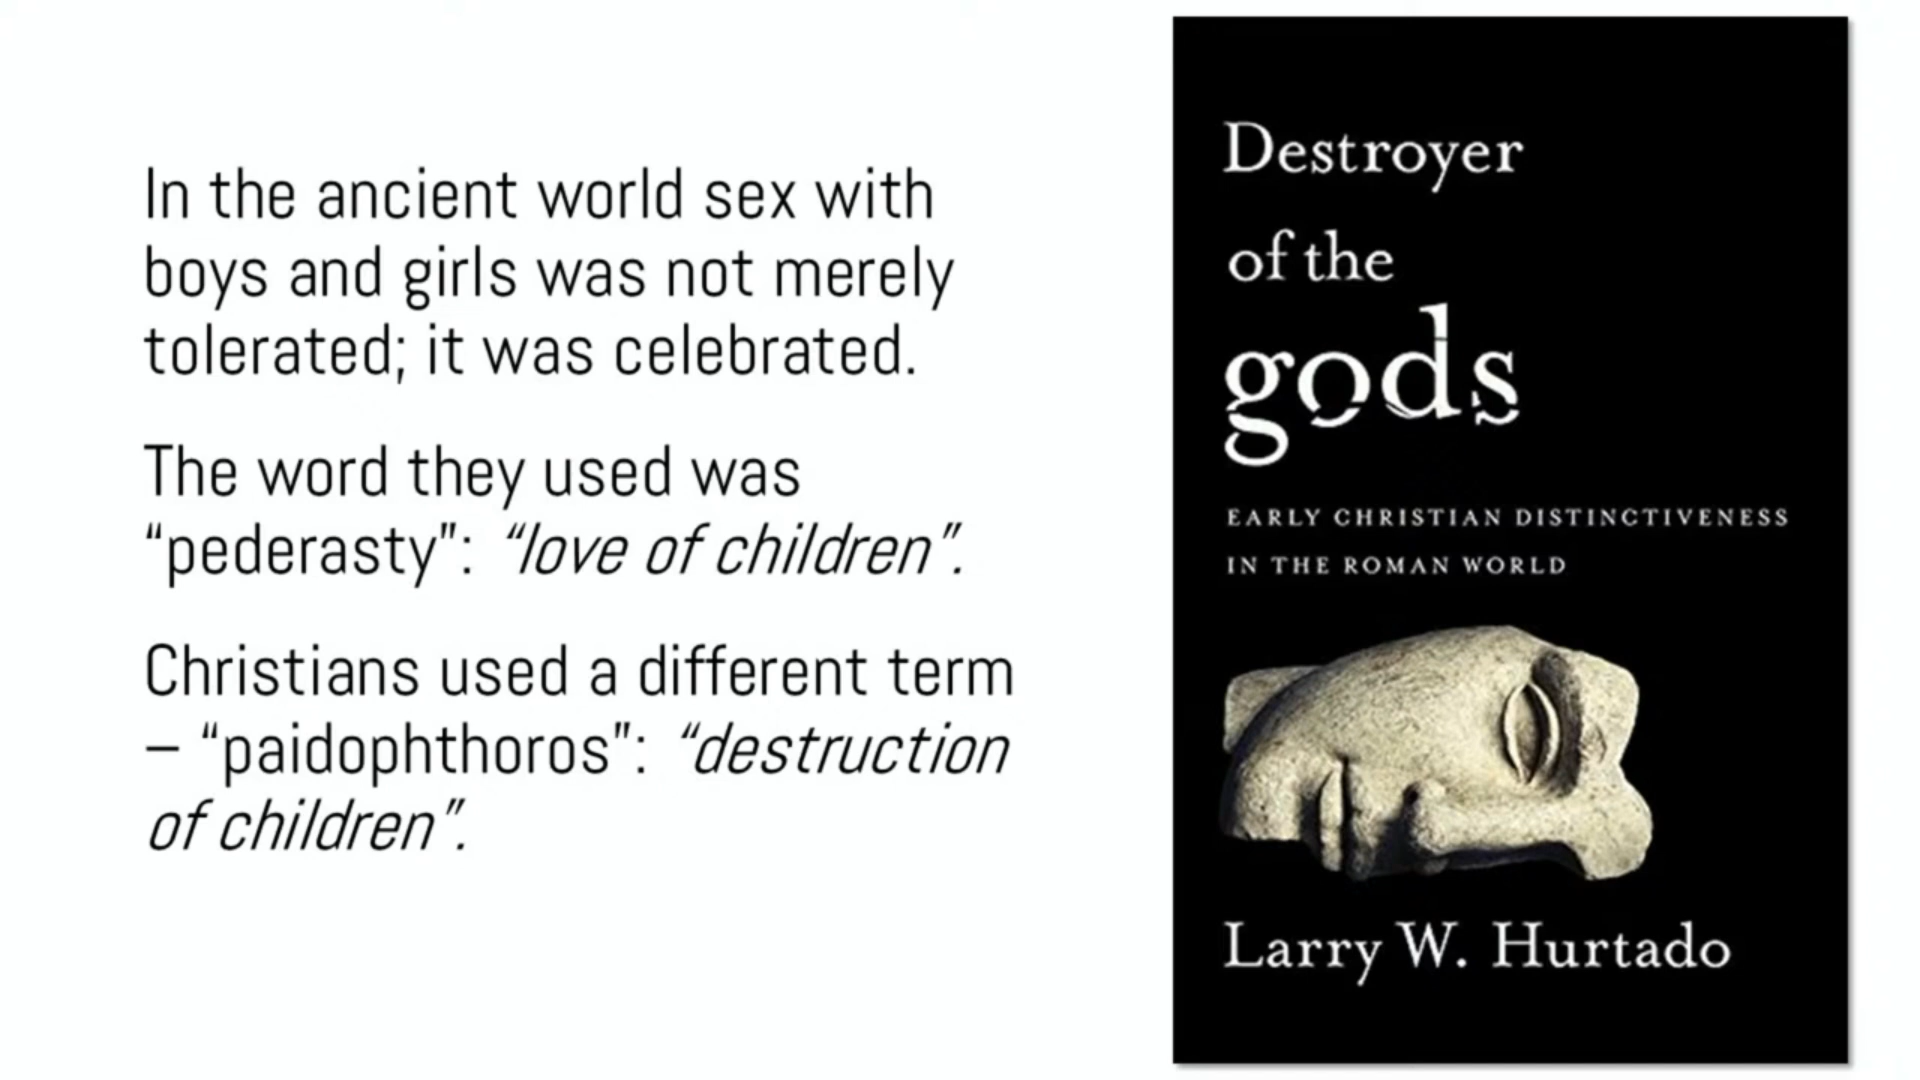 In the ancient world sex with
boys and girls was not merely
tolerated; it was celebrated.
The word they used was
“pederasty”: “love of children”.
Christians used a different term
– “paidophthoros”: “destruction
of children”.
Destroyer
of the
gods
EARLY CHRISTIAN DISTINCTIVENESS
IN THE ROMAN WORLD
Larry W. Hurtado